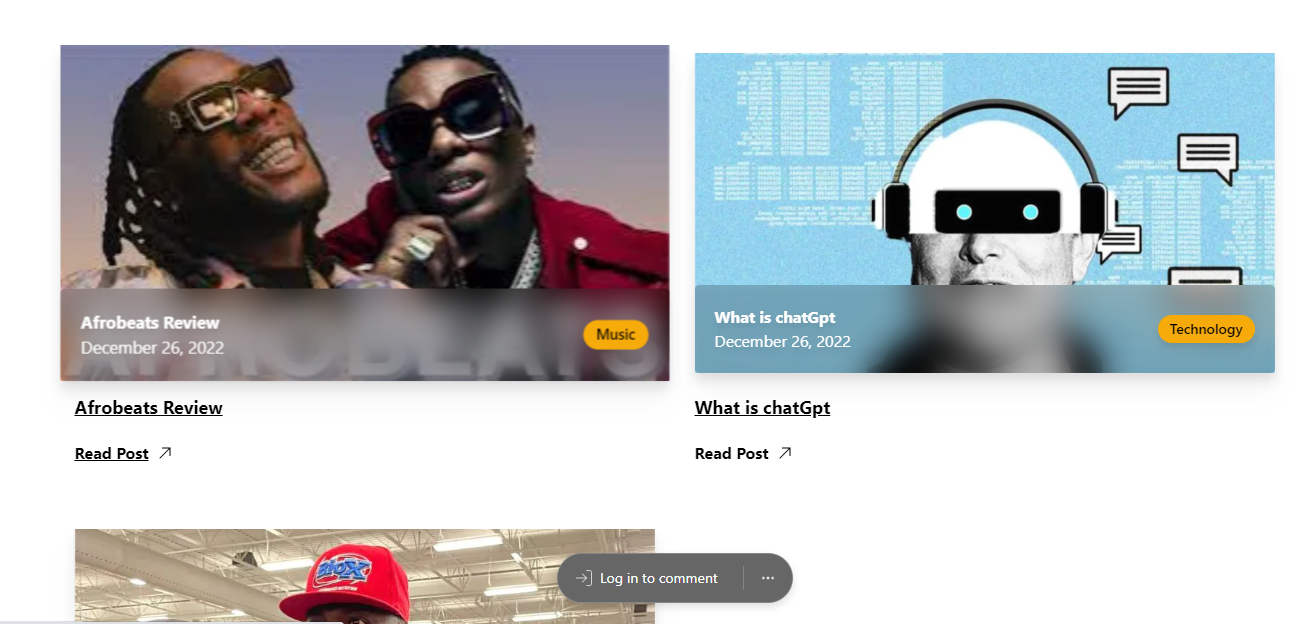 AFROBEATS
Afrobeats Review
December 26, 2022
Music
Afrobeats Review
Read Post
What is chatGpt
December 26, 2022
Technology
What is chatGpt
Read Post
Log in to comment